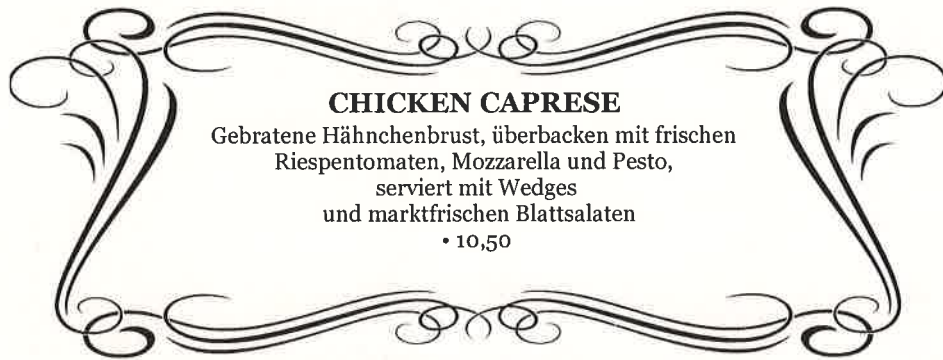 CHICKEN CAPRESE
Gebratene Hähnchenbrust, überbacken mit frischen
Riespentomaten, Mozzarella und Pesto,
serviert mit Wedges
und marktfrischen Blattsalaten
• 10,50